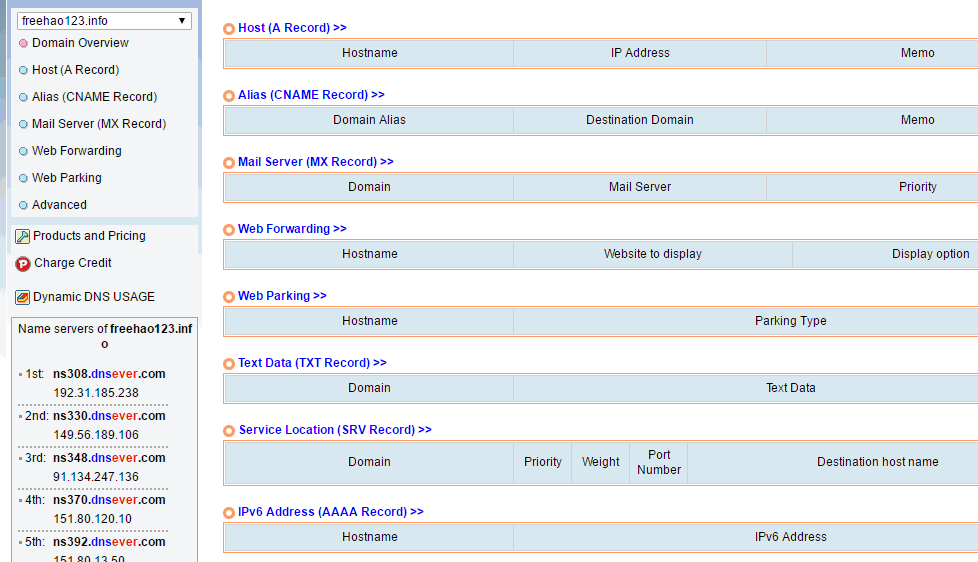 freehao123.info
Domain Overview
Host (A Record)
Alias (CNAME Record)
Mail Server (MX Record)
Web Forwarding
Web Parking
Advanced
Products and Pricing
Charge Credit
Dynamic DNS USAGE
Name servers of freehao123.inf
o
1st: ns308.dnsever.com
192.31.185.238
2nd: ns330.dnsever.com
149.56.189.106
3rd: ns348.dnsever.com
91.134.247.136
4th: ns370.dnsever.com
151.80.120.10
5th: ns392.dnsever.com
151.80.13.50
Host (A Record) >>
Hostname IP Address Memo
Alias (CNAME Record) >>
Domain Alias Destination Domain Memo
Mail Server (MX Record) >>
Domain Mail Server Priority
Web Forwarding >>
Hostname Website to display Display option
Web Parking >>
Hostname Parking Type
Text Data (TXT Record) >>
Domain Text Data
Service Location (SRV Record) >>
Domain Priority Weight Port Number Destination host name
IPv6 Address (AAAA Record) >>
Hostname IPv6 Address